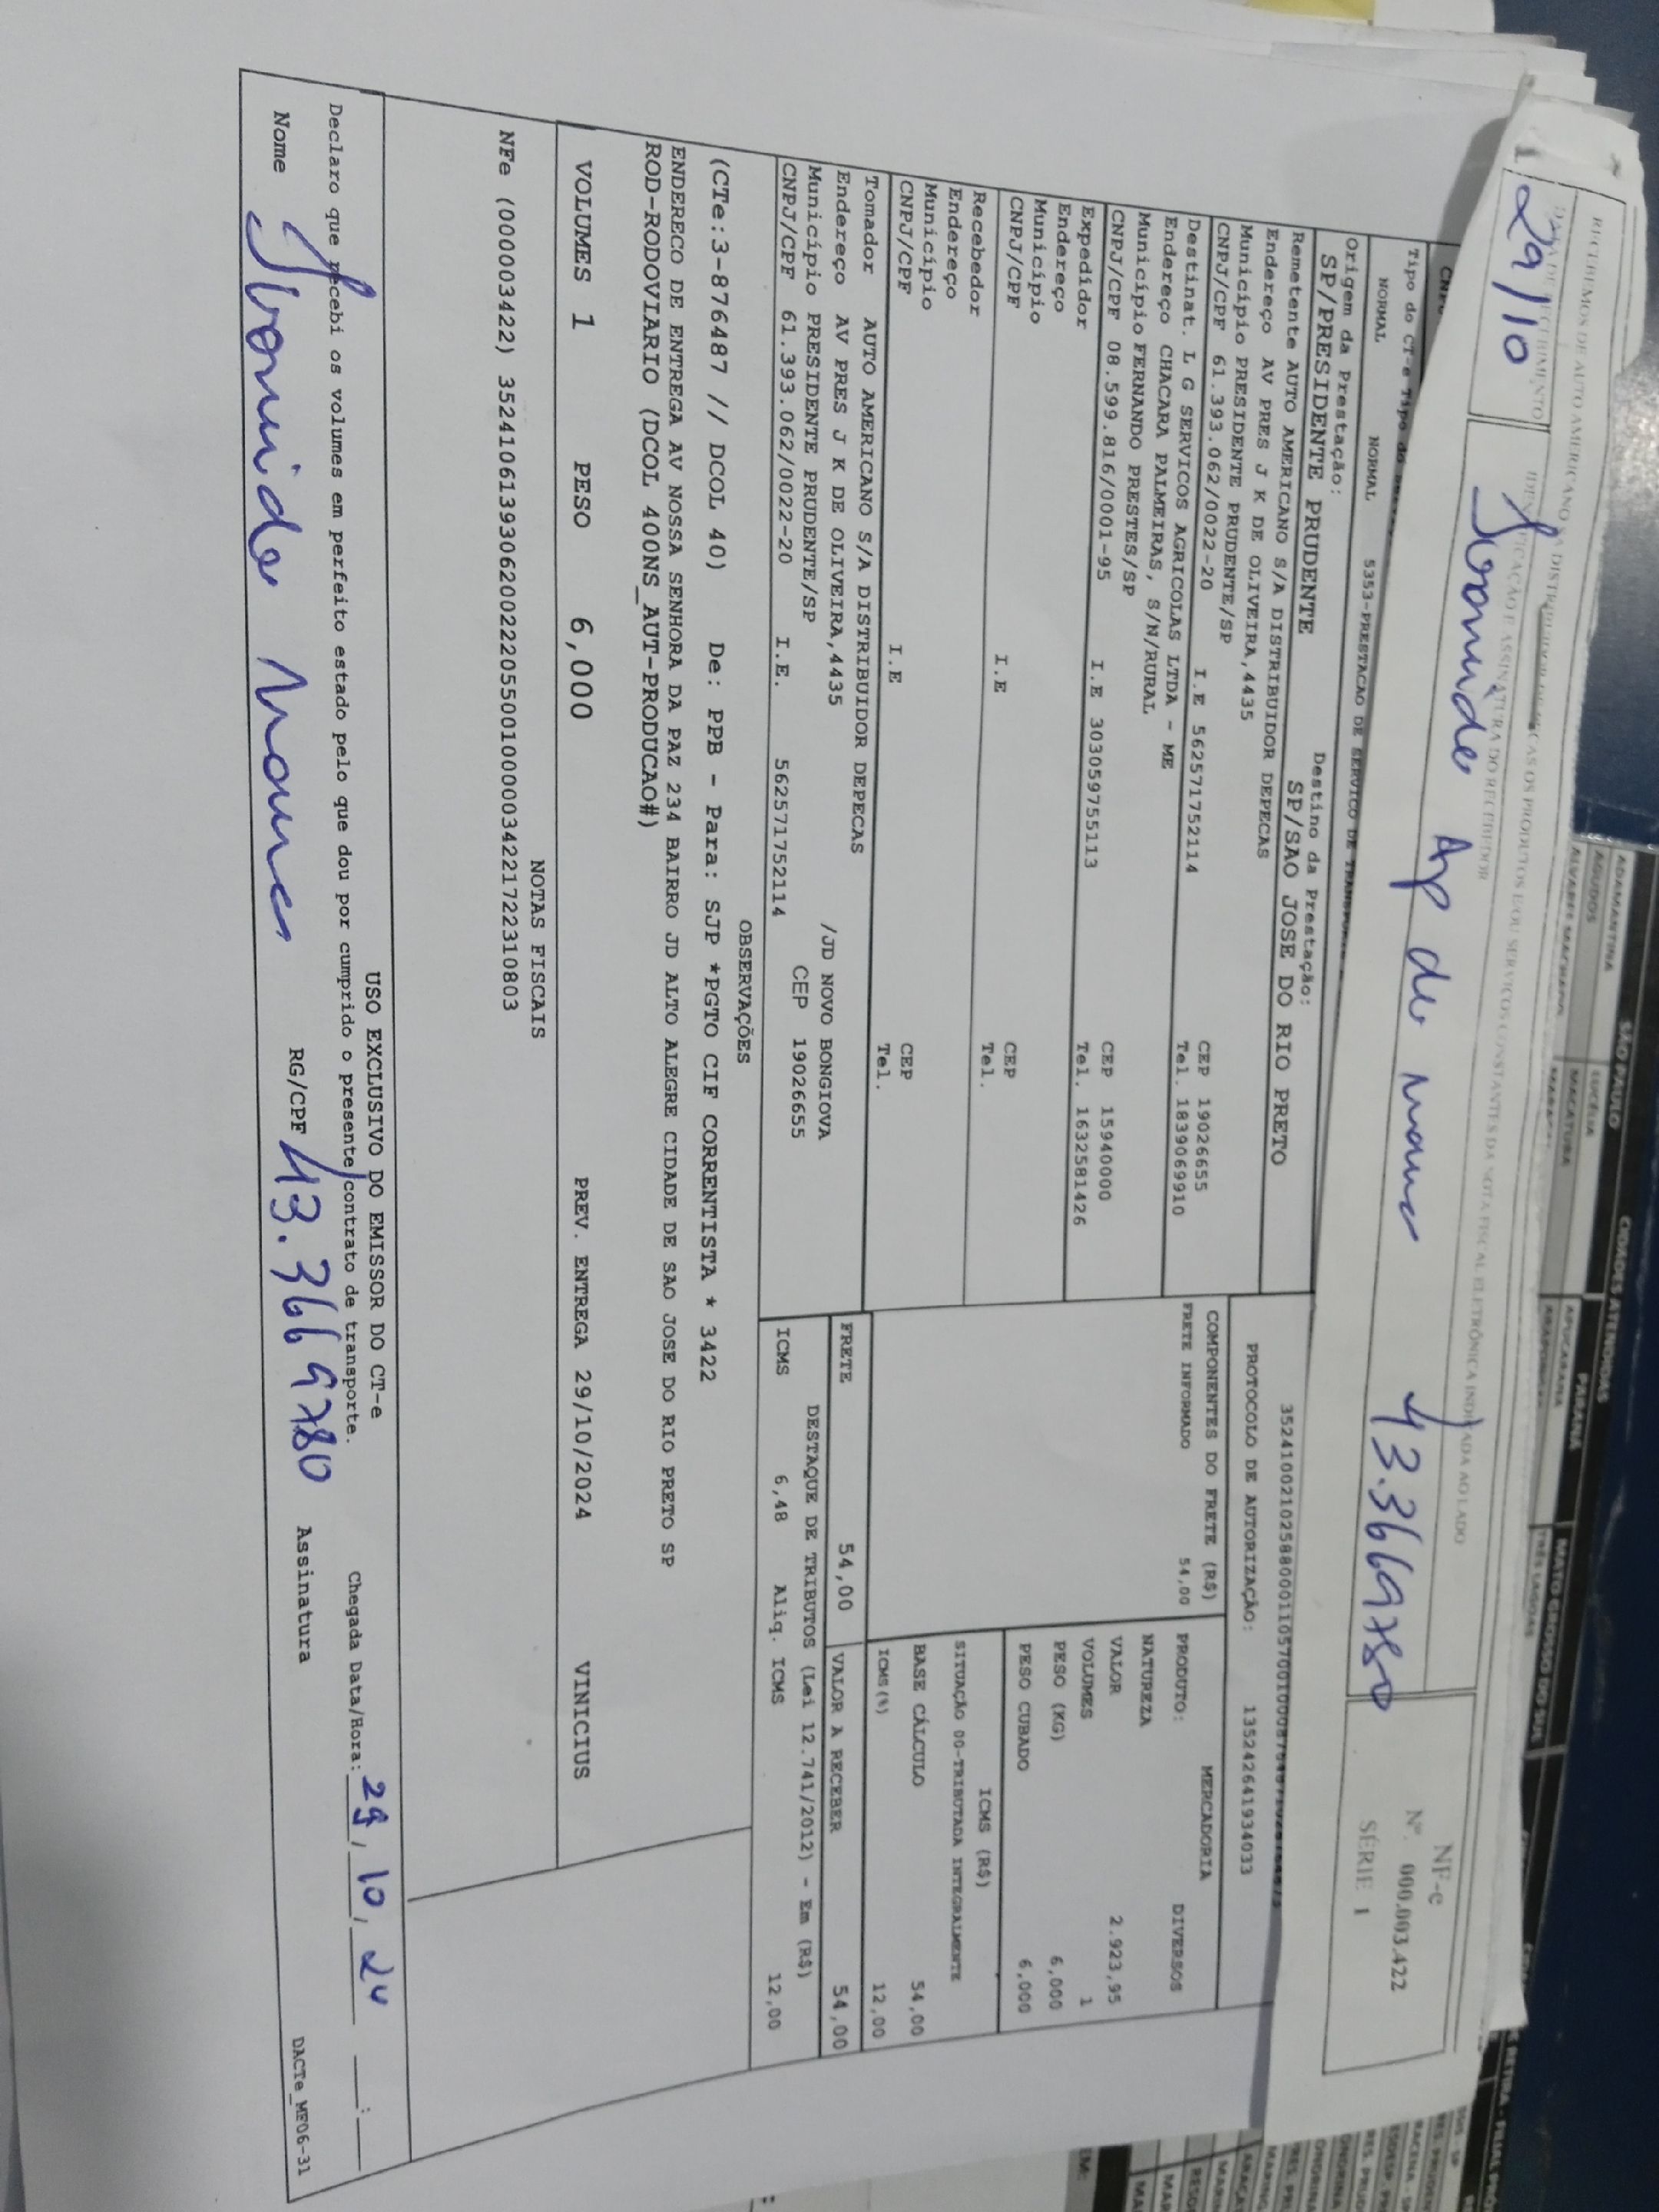 RECEBEMOS DE AUTO AMERICANO S/A DISTRIBUIDOR DE PECAS OS PRODUTOS E/OU SERVIÇOS CONSTANTES DA NOTA FISCAL ELETRÔNICA INDICADA AO LADO
DATA DE RECEBIMENTO
IDENTIFICAÇÃO E ASSINATURA DO RECEBEDOR
29/10
43.3669780
NF-e
Nº. 000.003.422
SÉRIE 1
Tipo do CT-e
NORMAL NORMAL 5353-PRESTACAO DE SERVICO DE
Origem da Prestação: Destino da Prestação:
SP/PRESIDENTE PRUDENTE SP/SAO JOSE DO RIO PRETO
PROTOCOLO DE AUTORIZAÇÃO: 135242641934033
Remetente AUTO AMERICANO S/A DISTRIBUIDOR DEPECAS
Endereço AV PRES J K DE OLIVEIRA,4435
Município PRESIDENTE PRUDENTE/SP CEP 19026655
CNPJ/CPF 61.393.062/0022-20 I.E 562571752114 Tel. 1839069910
Destinat. L G SERVICOS AGRICOLAS LTDA - ME
Endereço CHACARA PALMEIRAS, S/N/RURAL
Município FERNANDO PRESTES/SP CEP 15940000
CNPJ/CPF 08.599.816/0001-95 I.E 303059755113 Tel. 1632581426
Expedidor
Endereço
Município CEP
CNPJ/CPF I.E Tel.
Recebedor
Endereço
Município CEP
CNPJ/CPF I.E Tel.
Tomador AUTO AMERICANO S/A DISTRIBUIDOR DEPECAS
Endereço AV PRES J K DE OLIVEIRA,4435 /JD NOVO BONGIOVA
Município PRESIDENTE PRUDENTE/SP CEP 19026655
CNPJ/CPF 61.393.062/0022-20 I.E. 562571752114
COMPONENTES DO FRETE (R$)
FRETE INFORMADO 54,00
MERCADORIA
PRODUTO: DIVERSOS
NATUREZA
VALOR 2.923,95
VOLUMES 1
PESO (KG) 6,000
PESO CUBADO 6,000
ICMS (R$)
SITUAÇÃO 00-TRIBUTADA INTEGRALMENTE
BASE CÁLCULO 54,00
ICMS(%) 12,00
FRETE 54,00 VALOR A RECEBER 54,00
DESTAQUE DE TRIBUTOS (Lei 12.741/2012) - Em (R$)
ICMS 6,48 Aliq. ICMS 12,00
OBSERVAÇÕES
(CTe:3-876487 // DCOL 40) De: PPB - Para: SJP *PGTO CIF CORRENTISTA * 3422
ENDERECO DE ENTREGA AV NOSSA SENHORA DA PAZ 234 BAIRRO JD ALTO ALEGRE CIDADE DE SAO JOSE DO RIO PRETO SP
ROD-RODOVIARIO (DCOL 400NS_AUT-PRODUCAO#)
VOLUMES 1 PESO 6,000 PREV. ENTREGA 29/10/2024 VINICIUS
NOTAS FISCAIS
NFe (000003422) 35241061393062002220550010000034221722310803
USO EXCLUSIVO DO EMISSOR DO CT-e
Declaro que recebi os volumes em perfeito estado pelo que dou por cumprido o presente contrato de transporte. Chegada Data/Hora: 29/10/24 __:__
Nome RG/CPF 43.3669780 Assinatura
DACTe_MF06-31